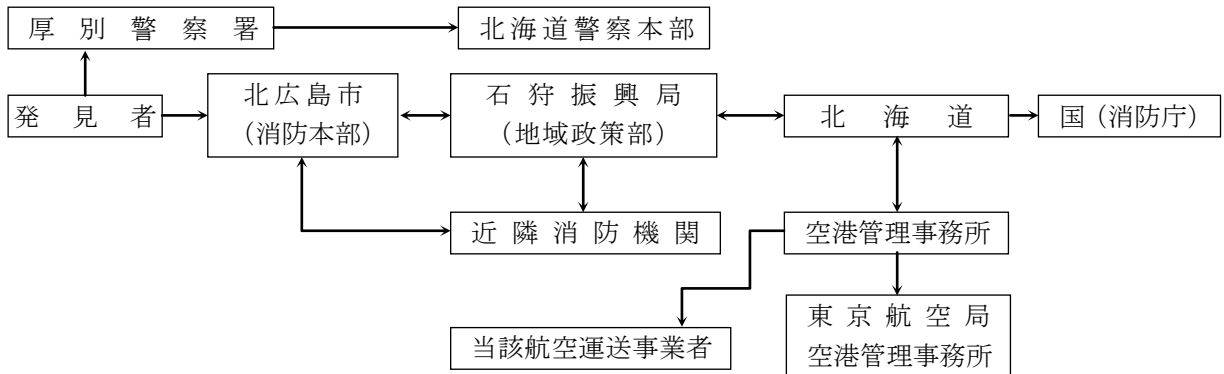 厚別警察署
北海道警察本部
発見者
北広島市
(消防本部)
石狩振興局
(地域政策部)
北海道
国(消防庁)
近隣消防機関
空港管理事務所
当該航空運送事業者
東京航空局
空港管理事務所